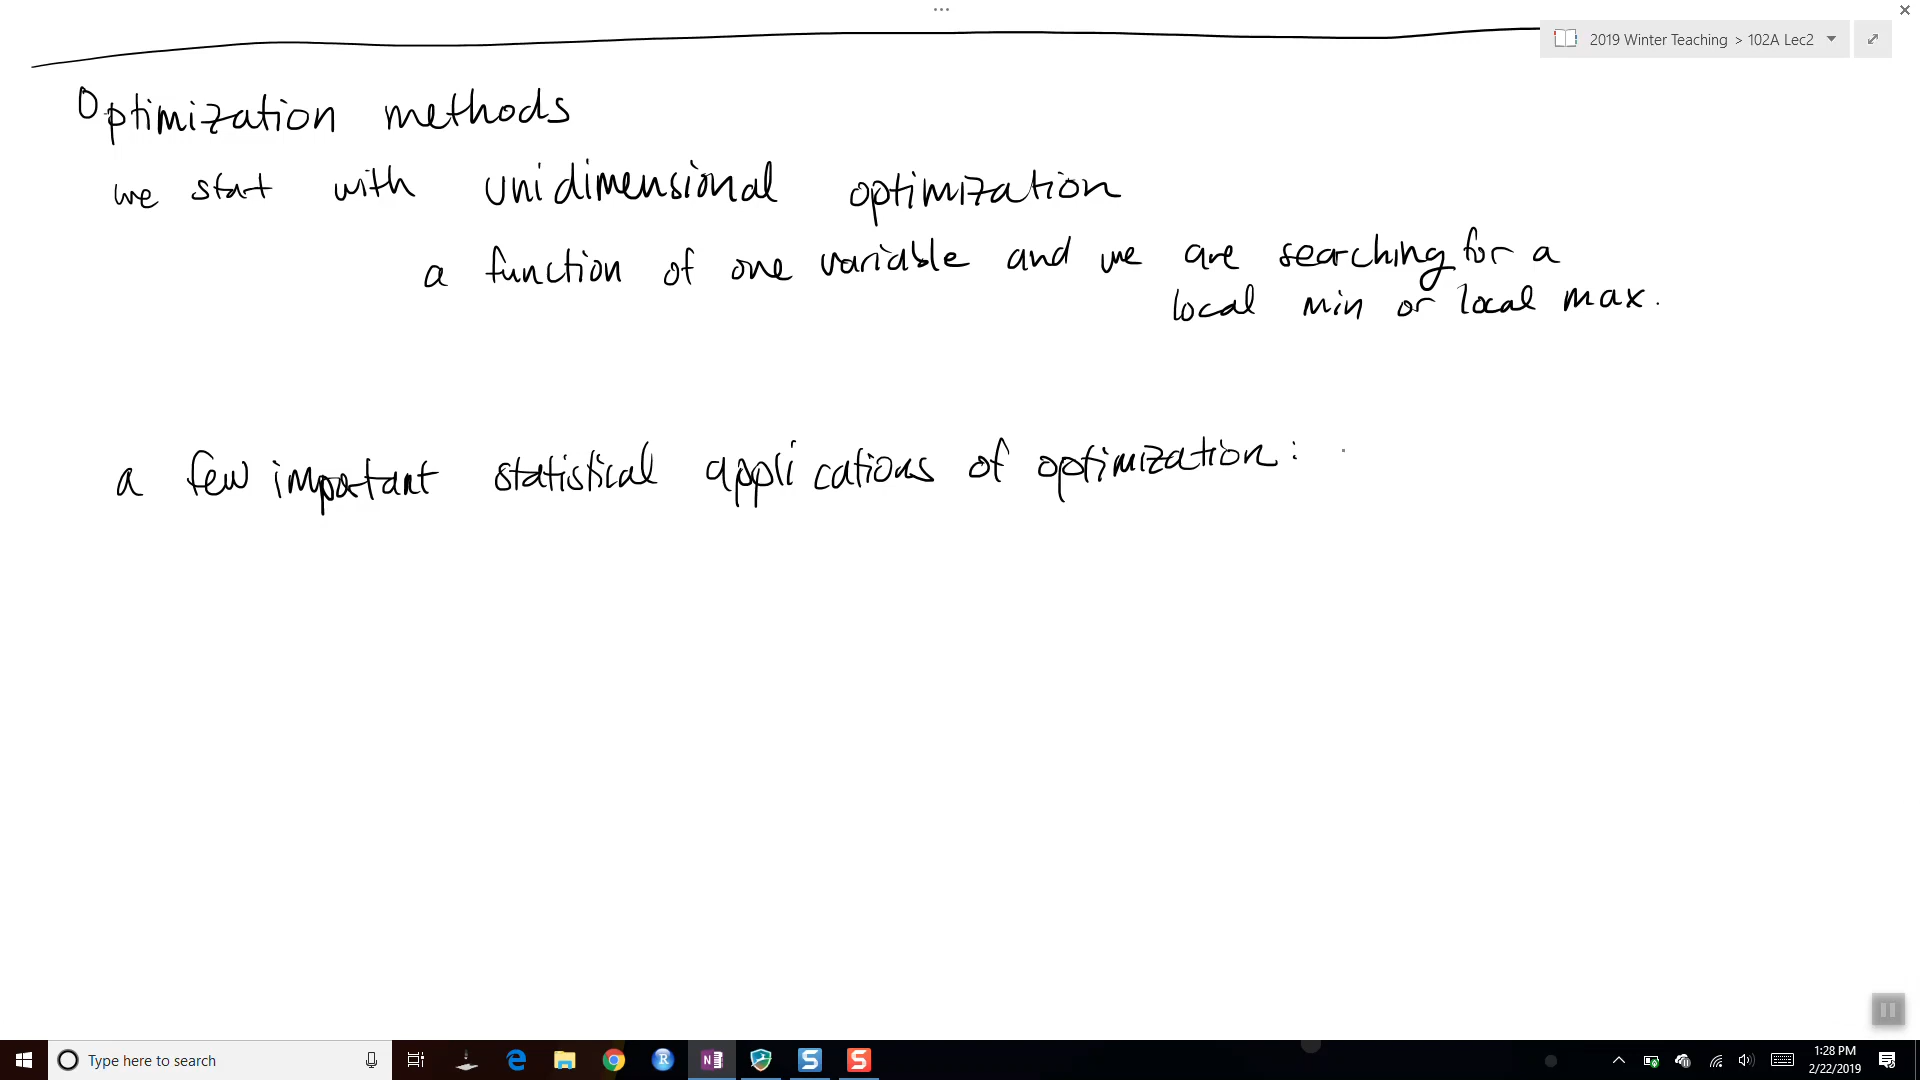 2019 Winter Teaching > 102A Lec2
Optimization methods
we start with unidimensional optimization
a function of one variable and we are searching for a
local min or local max.
a few important statistical applications of optimization:
Type here to search
1:28 PM
2/22/2019